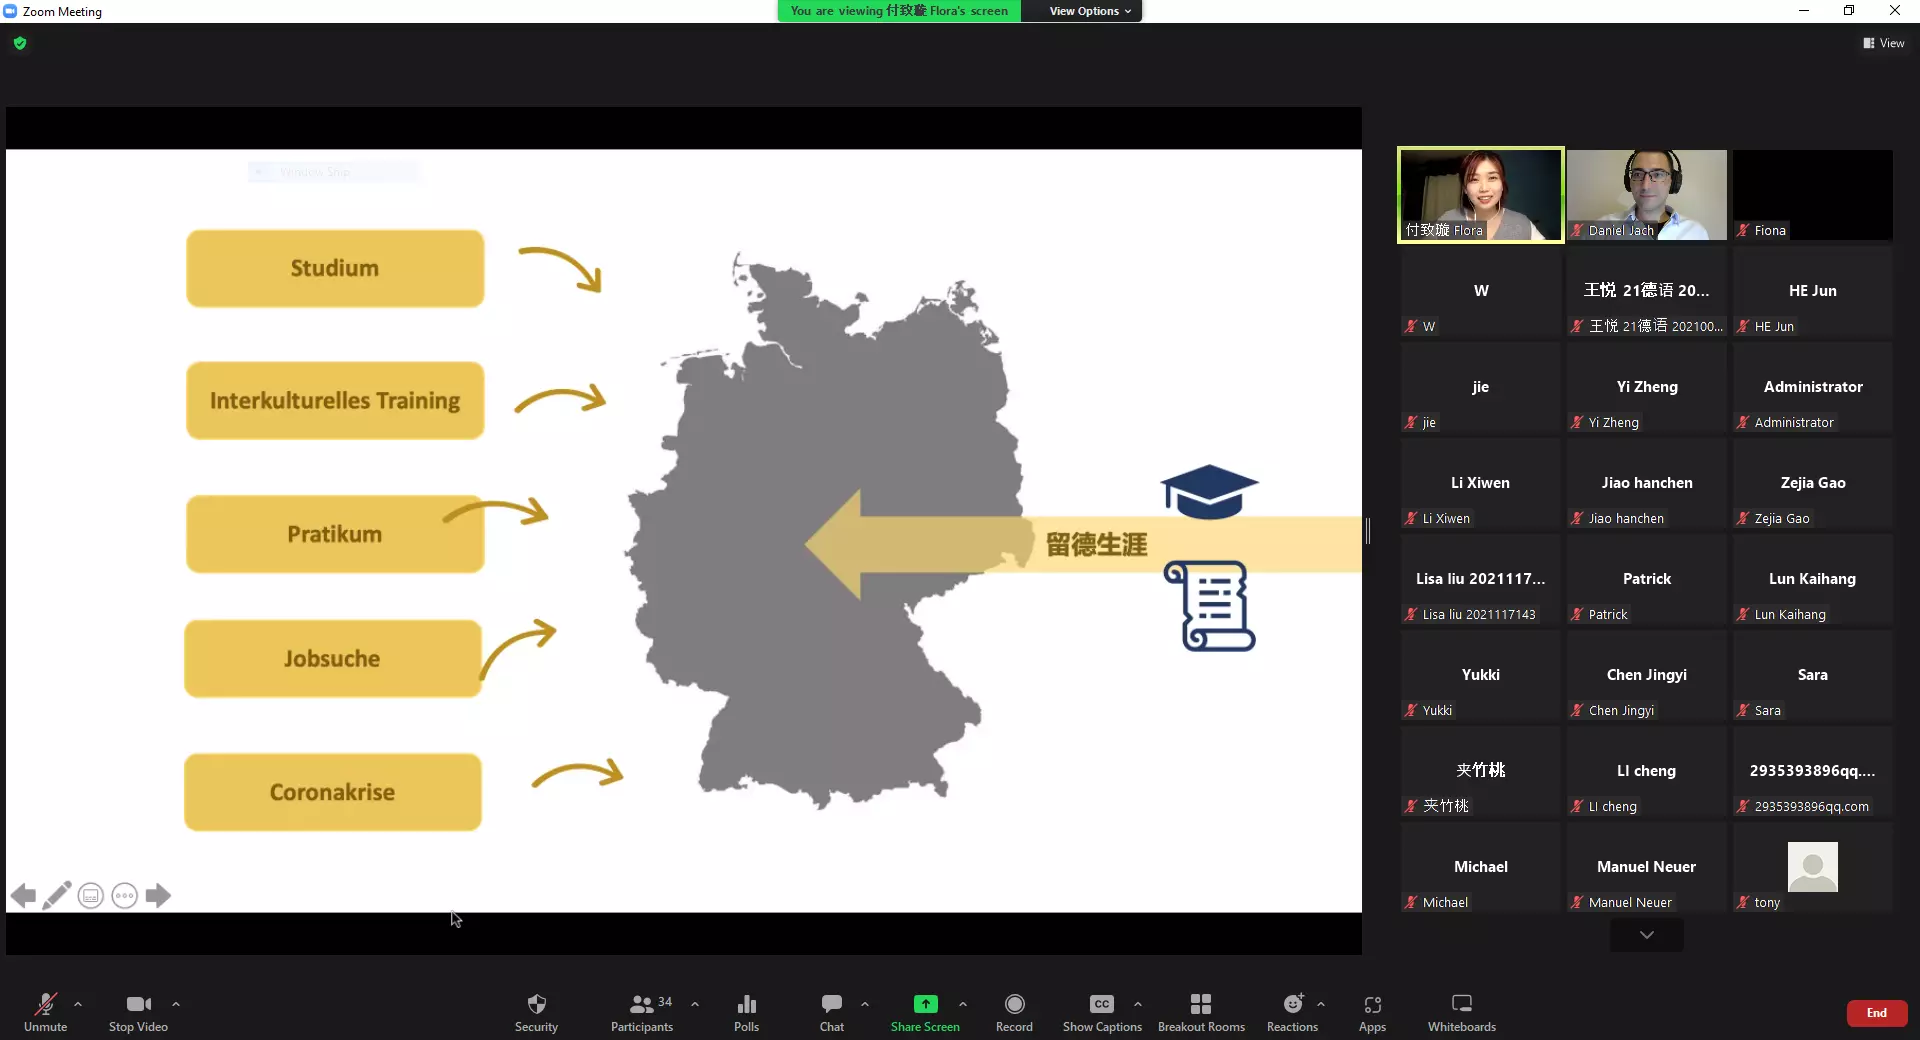 Zoom Meeting
You are viewing 付致璇 Flora's screen
View Options
View
Window Snip
Studium
Interkulturelles Training
Pratikum
Jobsuche
Coronakrise
留德生涯
付致璇 Flora
Daniel Jach
Fiona
W
W
王悦 21德语 20...
王悦 21德语 202100...
HE Jun
HE Jun
jie
jie
Yi Zheng
Yi Zheng
Administrator
Administrator
Li Xiwen
Li Xiwen
Jiao hanchen
Jiao hanchen
Zejia Gao
Zejia Gao
Lisa liu 2021117...
Lisa liu 2021117143
Patrick
Patrick
Lun Kaihang
Lun Kaihang
Yukki
Yukki
Chen Jingyi
Chen Jingyi
Sara
Sara
夹竹桃
夹竹桃
LI cheng
LI cheng
2935393896qq....
2935393896qq.com
Michael
Michael
Manuel Neuer
Manuel Neuer
tony
Unmute
Stop Video
Security
34
Participants
Polls
Chat
Share Screen
Record
CC
Show Captions
Breakout Rooms
Reactions
Apps
Whiteboards
End